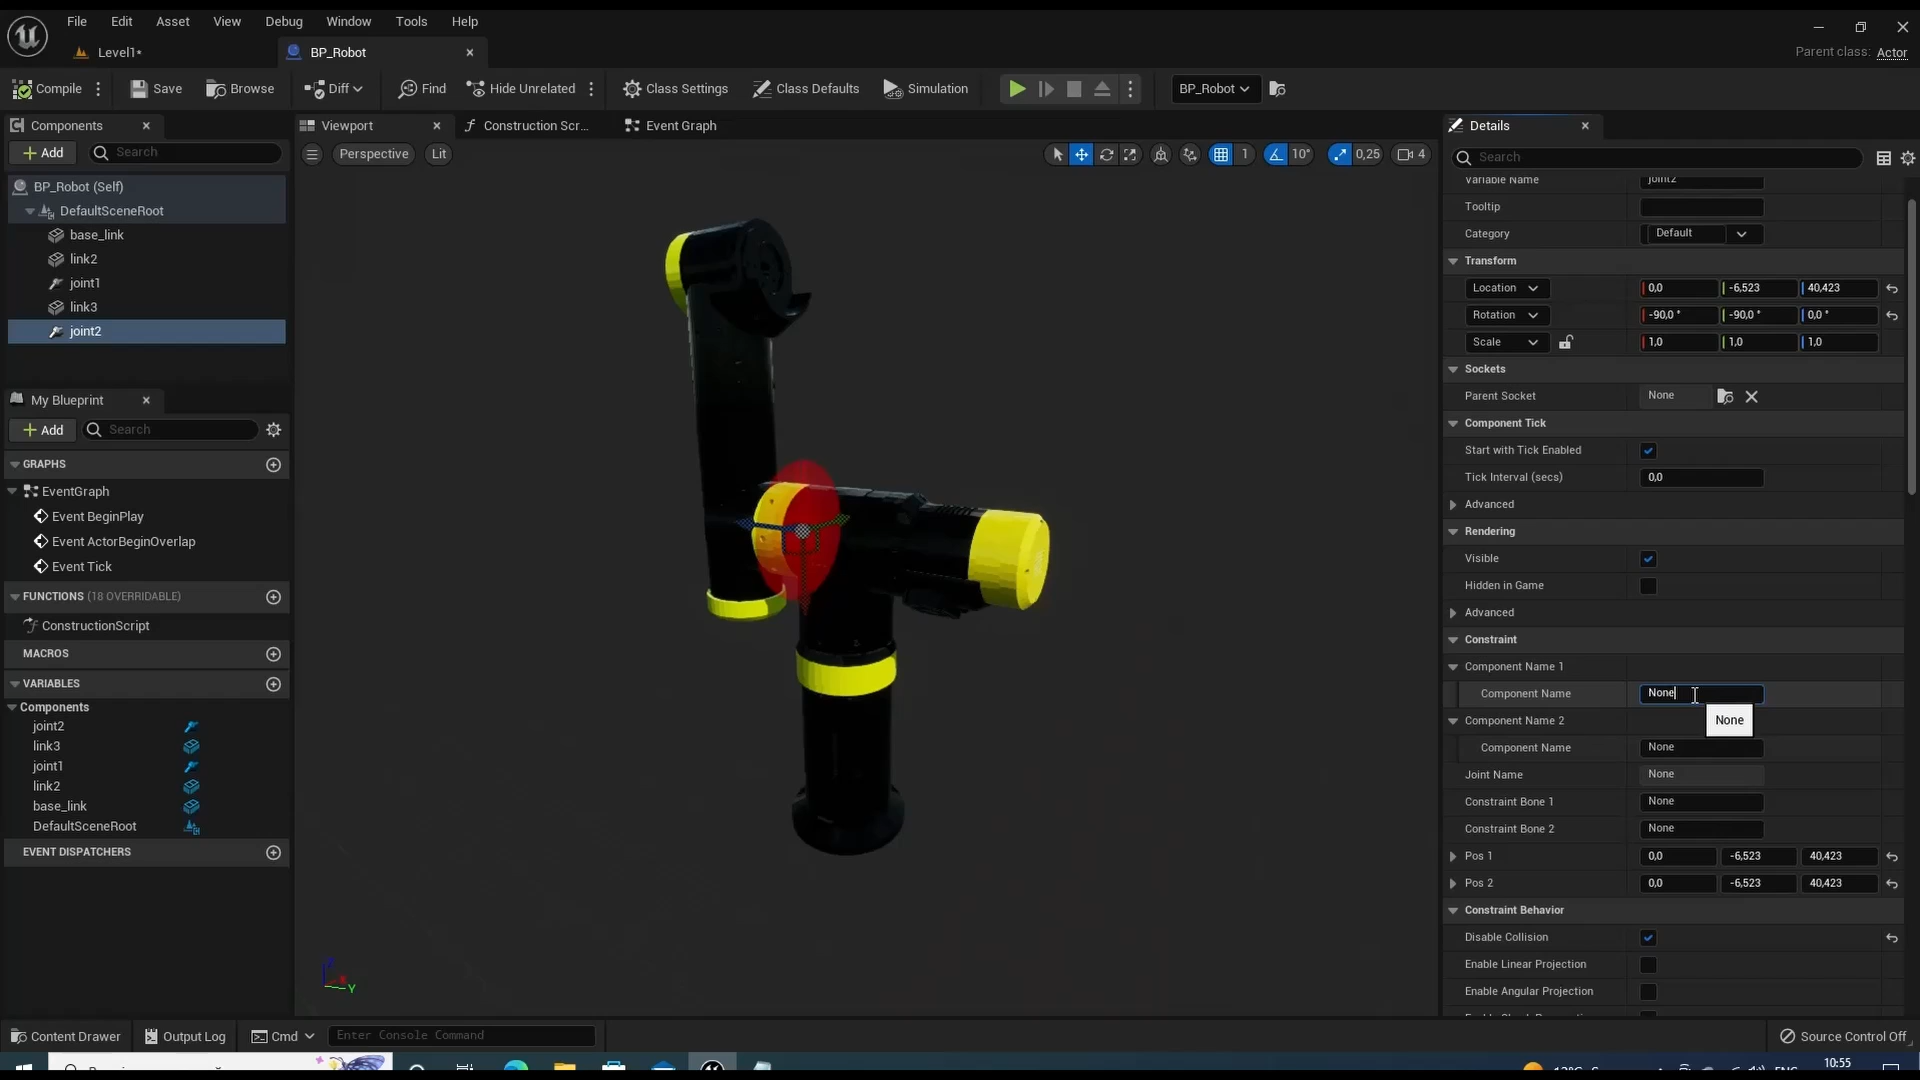 File Edit Asset View Debug Window Tools Help
Level1*
BP_Robot
Parent class: Actor
Compile
Save
Browse
Diff
Find
Hide Unrelated
Class Settings
Class Defaults
Simulation
BP_Robot
Components
Viewport
Construction Scr...
Event Graph
Details
Add
Search
Perspective
Lit
1
10°
0,25
4
Search
BP_Robot (Self)
DefaultSceneRoot
base_link
link2
joint1
link3
joint2
My Blueprint
Add
Search
GRAPHS
EventGraph
Event BeginPlay
Event ActorBeginOverlap
Event Tick
FUNCTIONS (18 OVERRIDABLE)
ConstructionScript
MACROS
VARIABLES
Components
joint2
link3
joint1
link2
base_link
DefaultSceneRoot
EVENT DISPATCHERS
Z
X
Y
Variable Name joint2
Tooltip
Category Default
Transform
Location 0,0 -6,523 40,423
Rotation -90,0 ° -90,0 ° 0,0 °
Scale 1,0 1,0 1,0
Sockets
Parent Socket None
Component Tick
Start with Tick Enabled
Tick Interval (secs) 0,0
Advanced
Rendering
Visible
Hidden in Game
Advanced
Constraint
Component Name 1
Component Name None
Component Name 2
None
Component Name None
Joint Name None
Constraint Bone 1 None
Constraint Bone 2 None
Pos 1 0,0 -6,523 40,423
Pos 2 0,0 -6,523 40,423
Constraint Behavior
Disable Collision
Enable Linear Projection
Enable Angular Projection
Content Drawer
Output Log
Cmd
Enter Console Command
Source Control Off
10:55